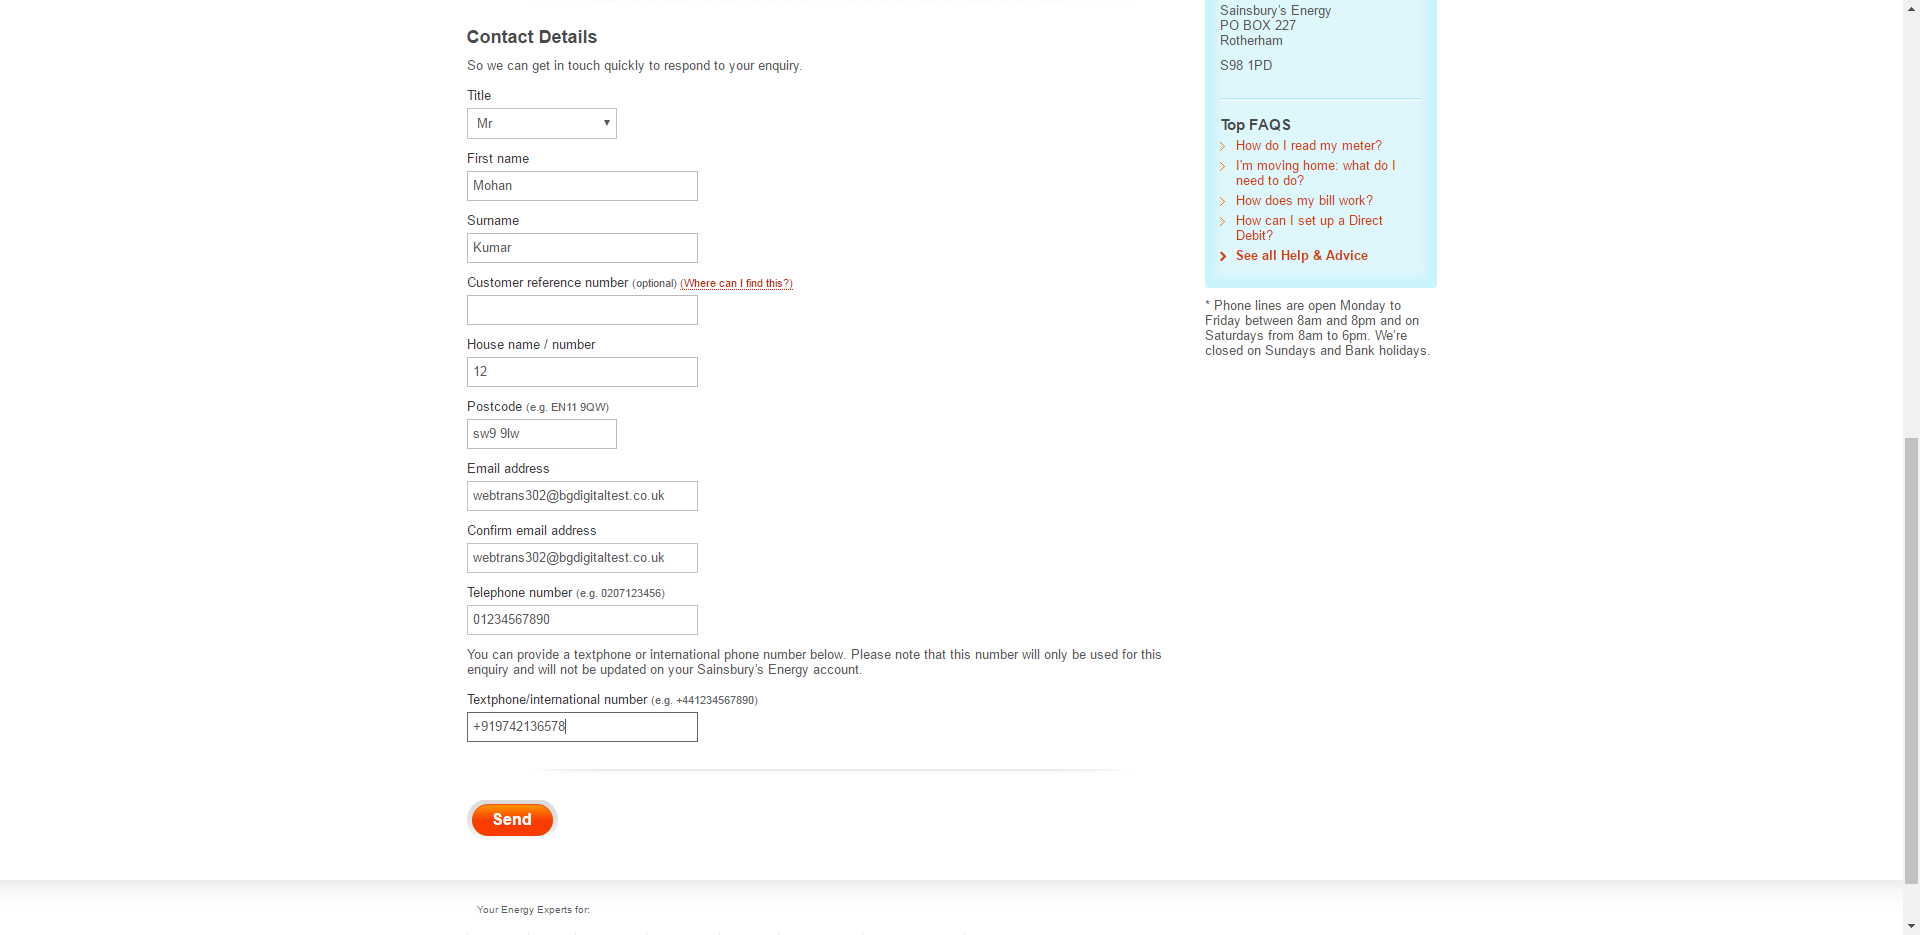 Contact Details
So we can get in touch quickly to respond to your enquiry.
Title
Mr
First name
Mohan
Surname
Kumar
Customer reference number (optional) (Where can I find this?)
House name / number
12
Postcode (e.g. EN11 9QW)
sw9 9lw
Email address
webtrans302@bgdigitaltest.co.uk
Confirm email address
webtrans302@bgdigitaltest.co.uk
Telephone number (e.g. 0207123456)
01234567890
You can provide a textphone or international phone number below. Please note that this number will only be used for this
enquiry and will not be updated on your Sainsbury's Energy account.
Textphone/international number (e.g. +441234567890)
+919742136578
Send
Sainsbury's Energy
PO BOX 227
Rotherham
S98 1PD
Top FAQS
How do I read my meter?
I'm moving home: what do I
need to do?
How does my bill work?
How can I set up a Direct
Debit?
See all Help & Advice
* Phone lines are open Monday to
Friday between 8am and 8pm and on
Saturdays from 8am to 6pm. We're
closed on Sundays and Bank holidays.
Your Energy Experts for: